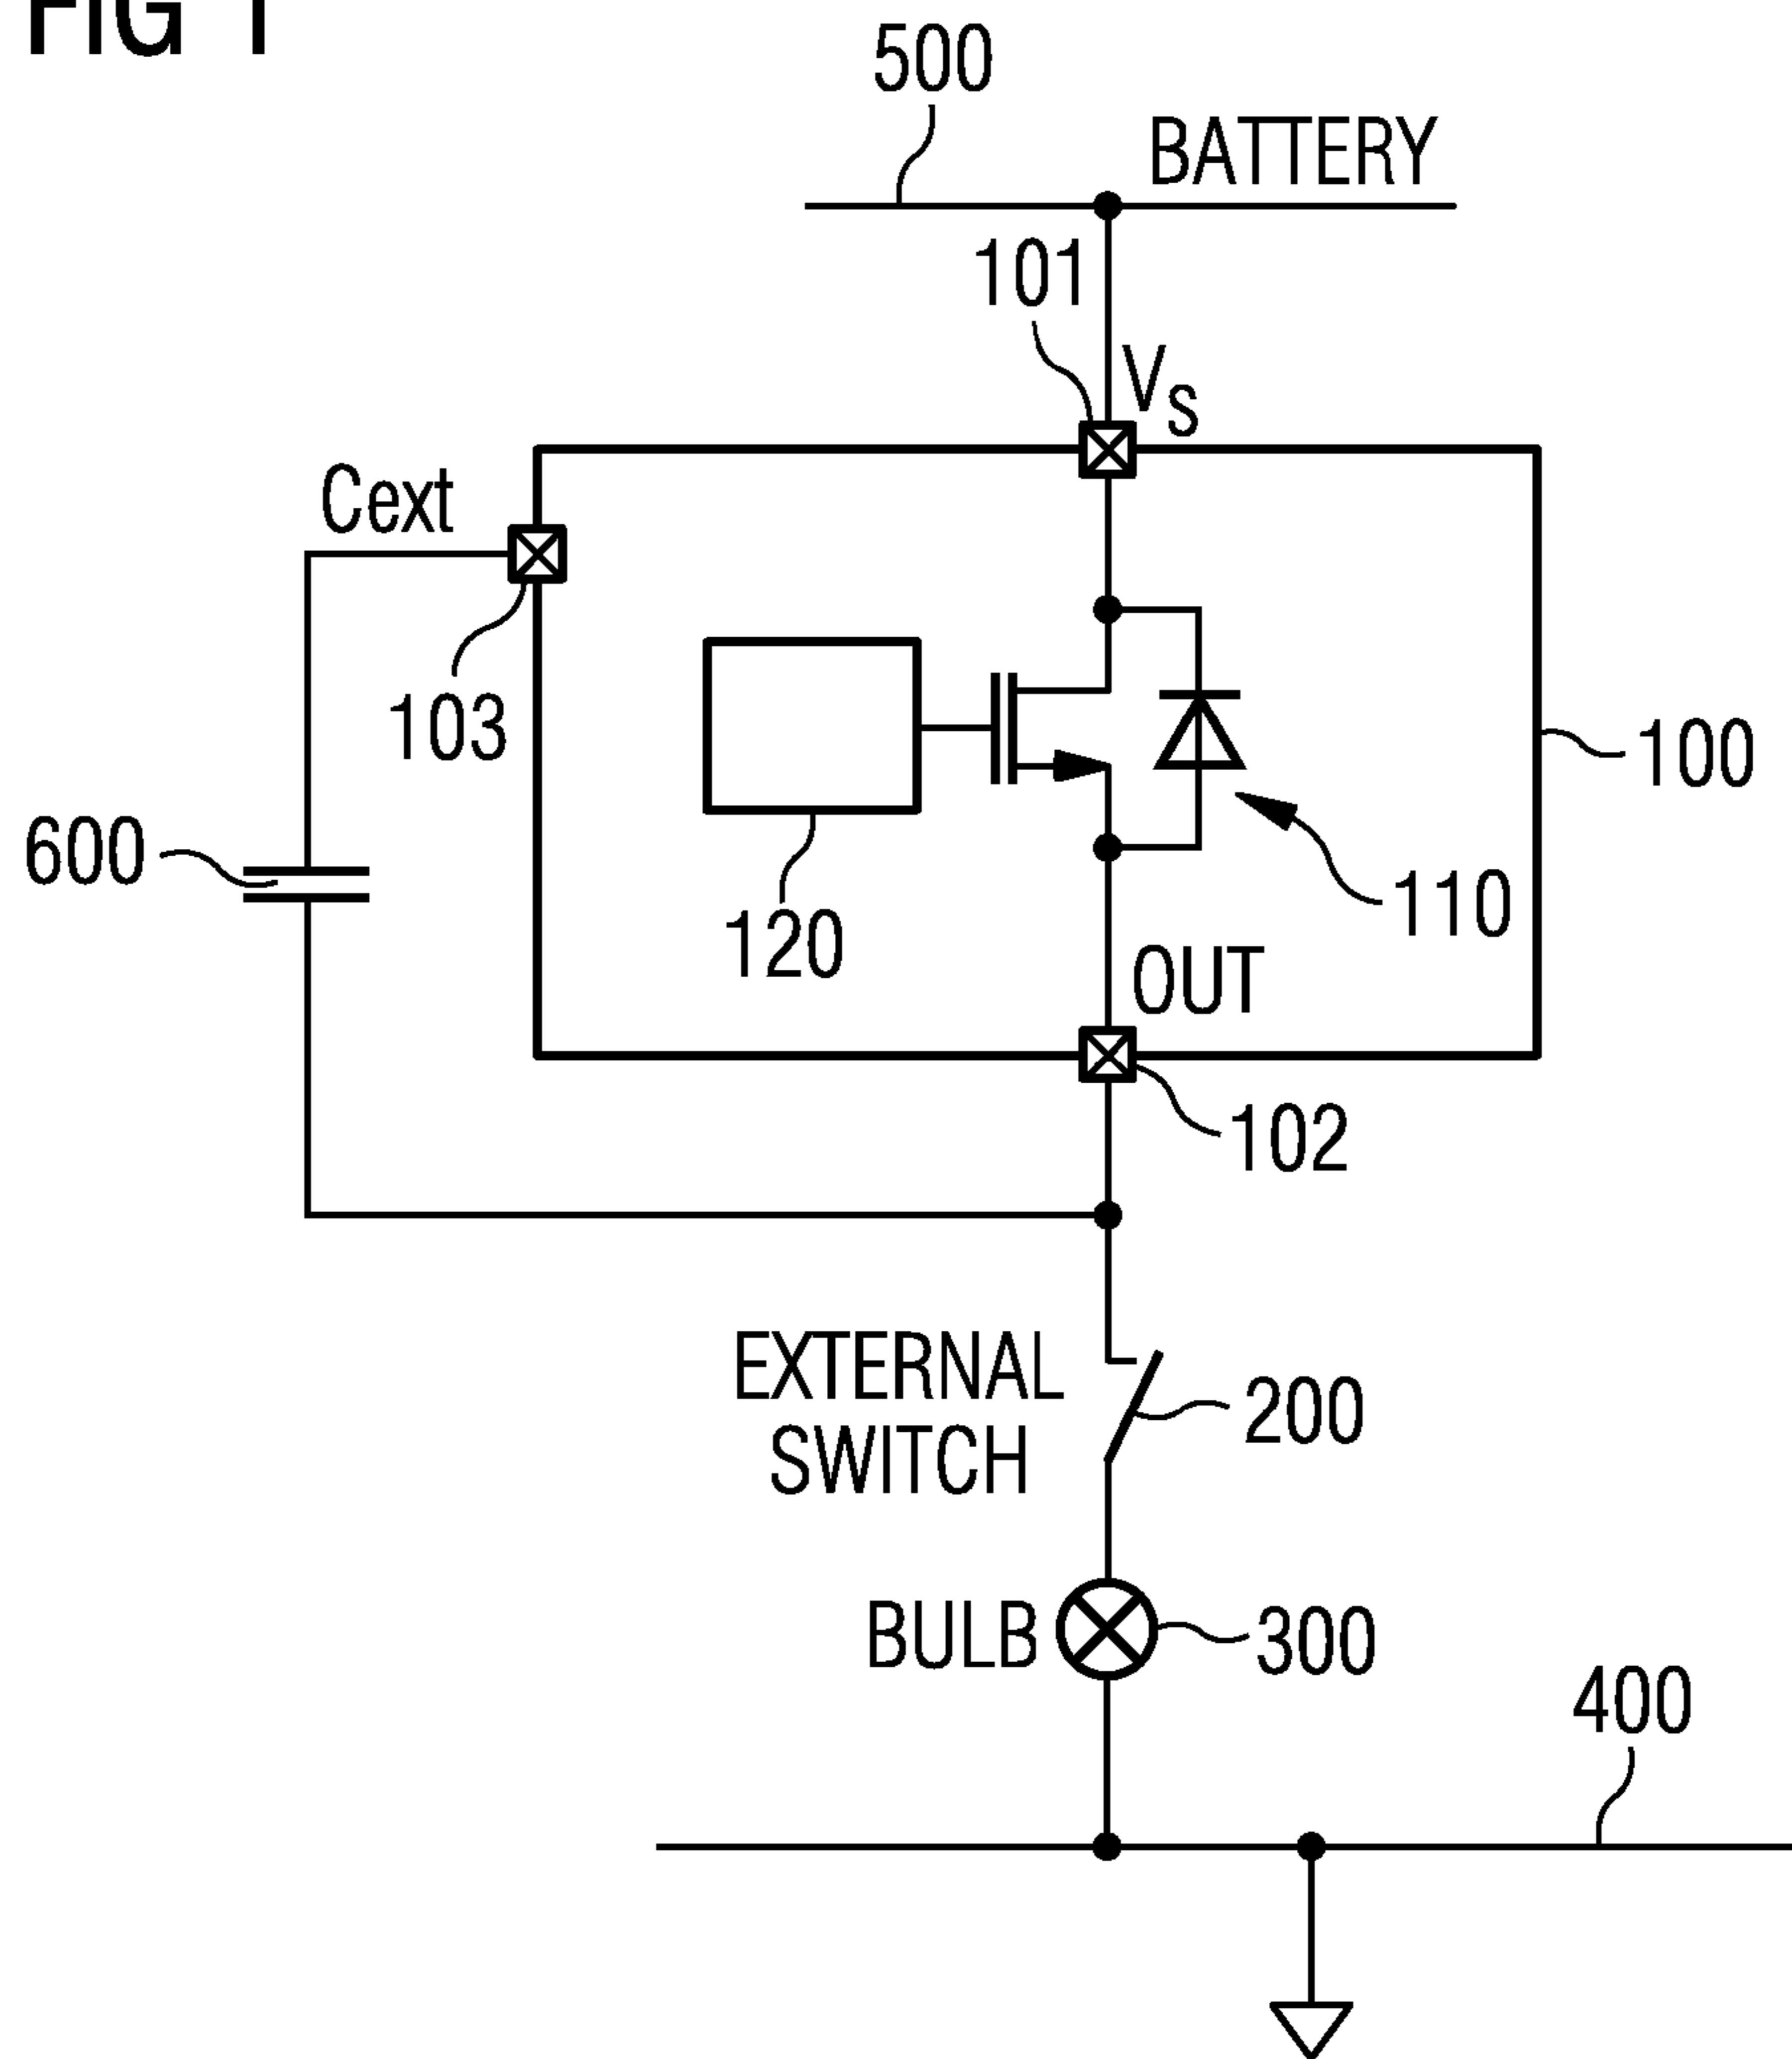 FIG 1
500
BATTERY
101
VS
Cext
103
100
600
120
110
OUT
102
EXTERNAL
SWITCH
200
BULB
300
400